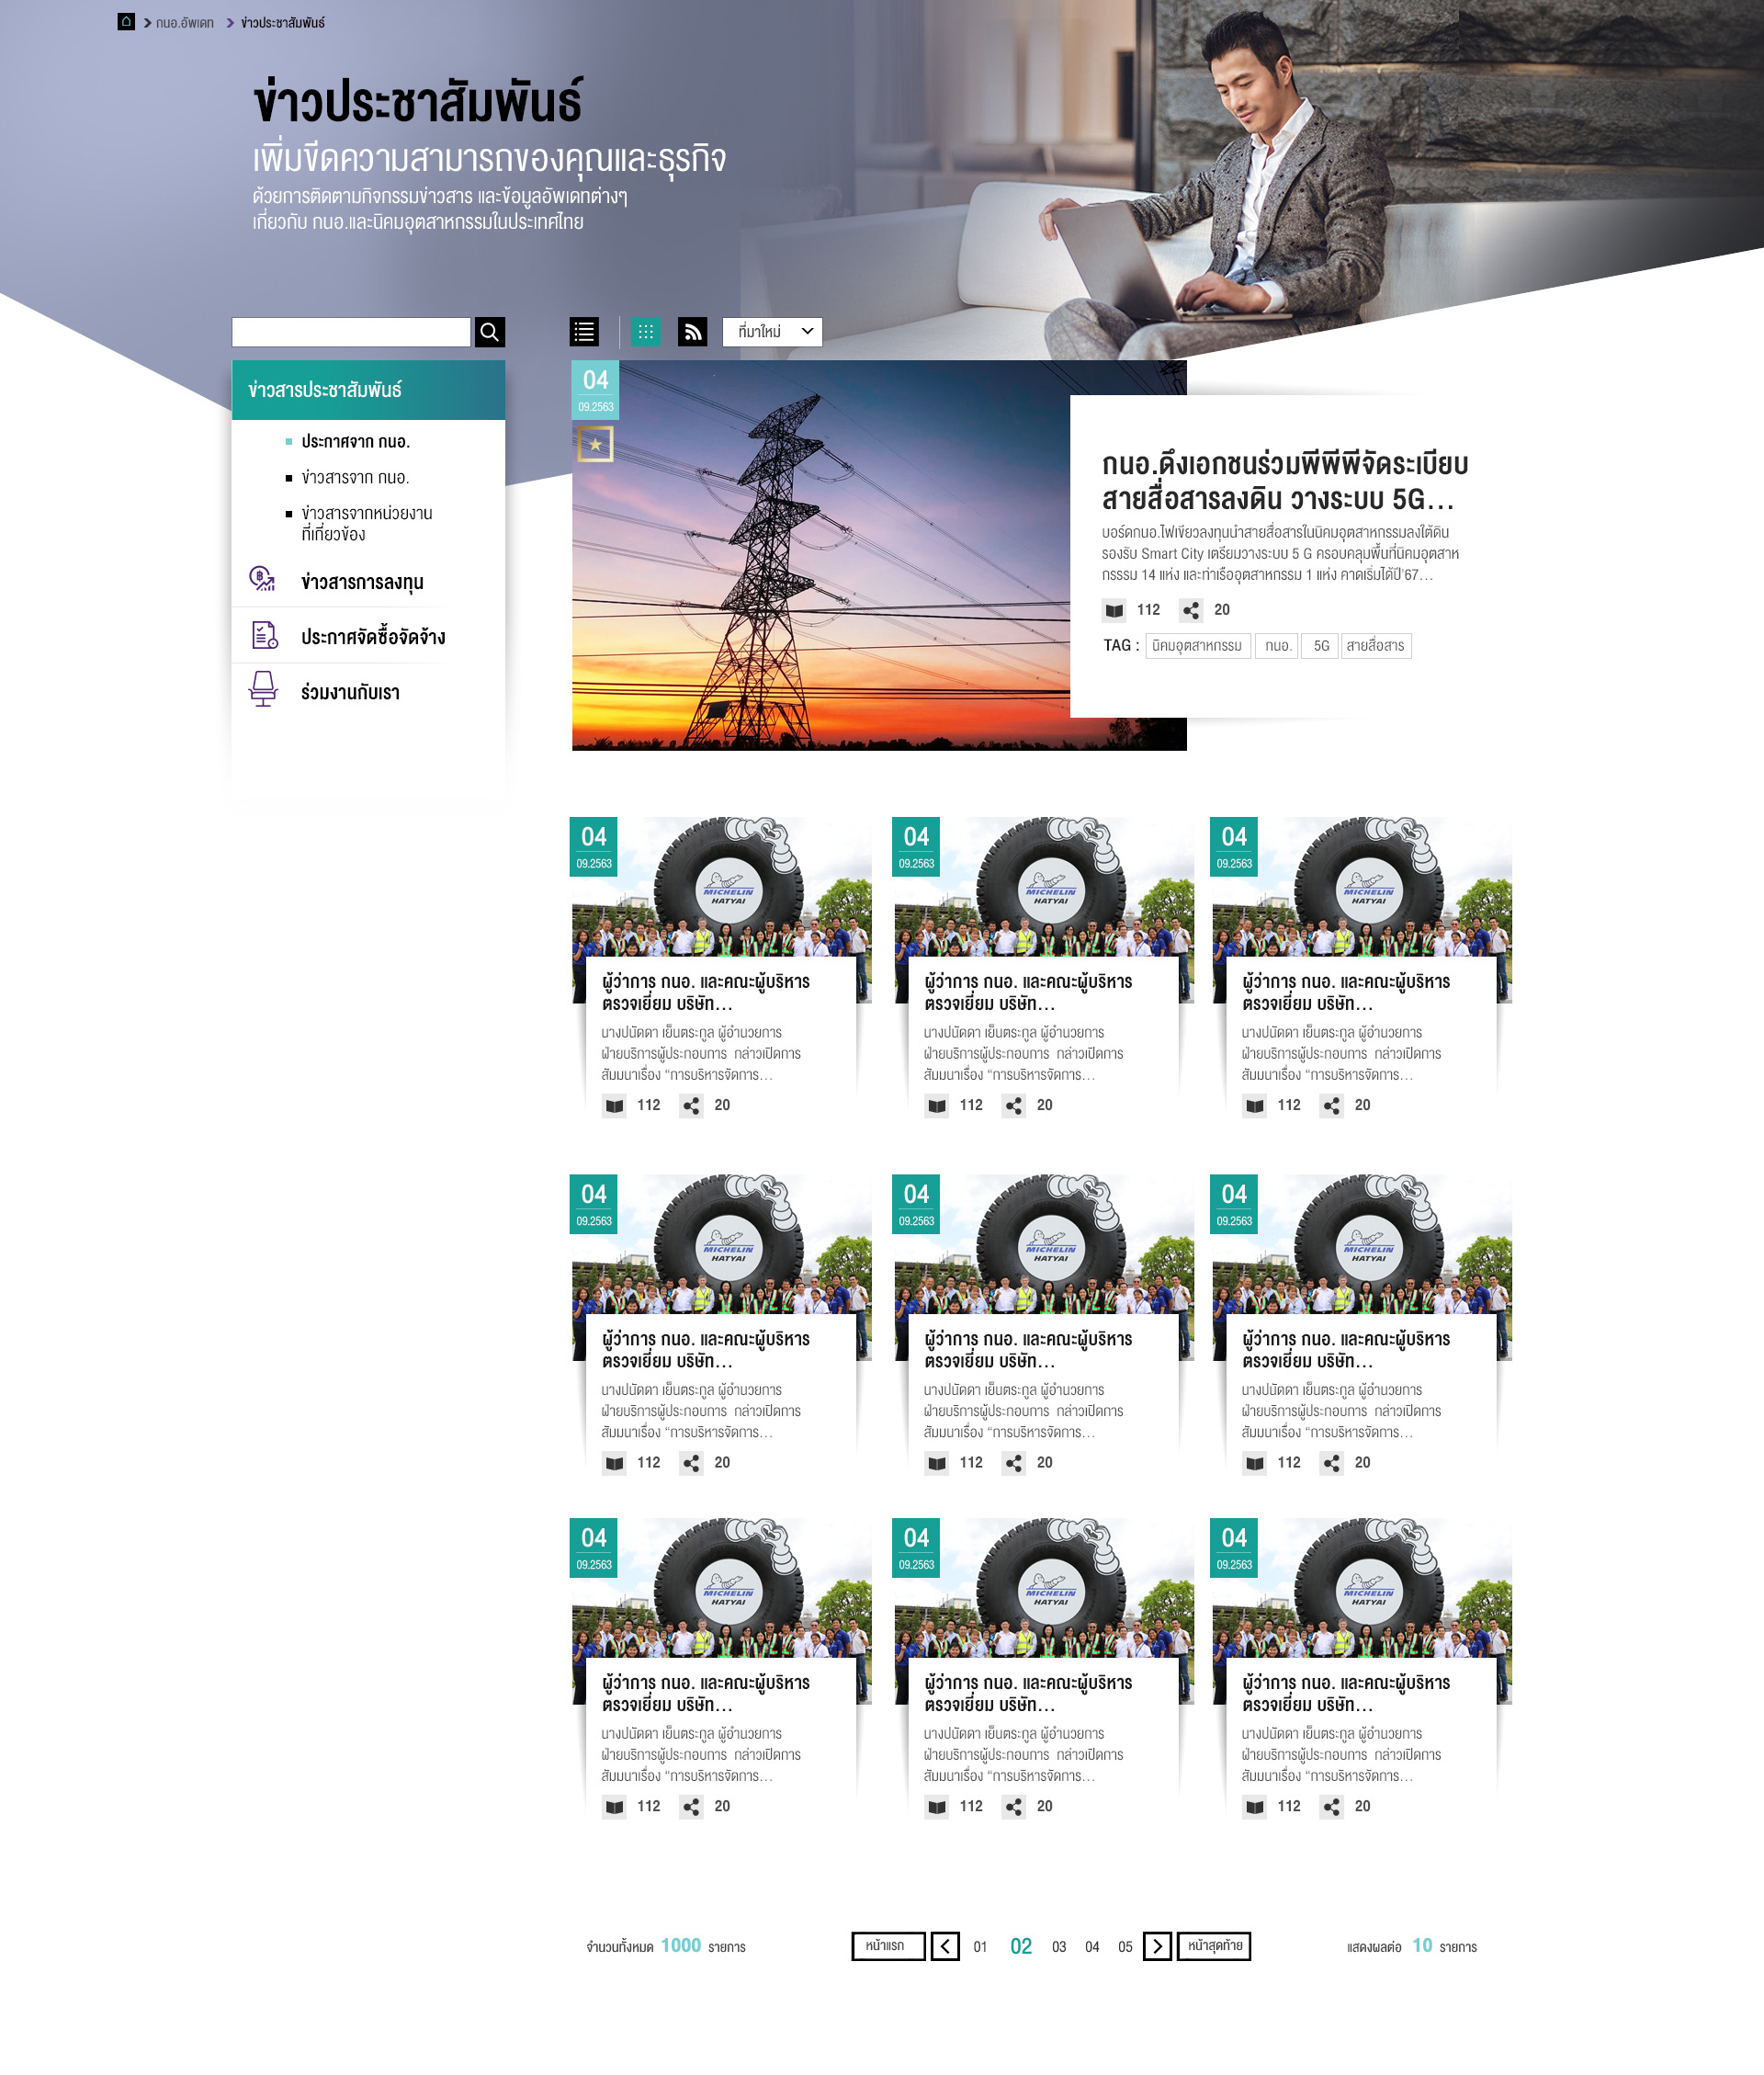 กนอ.อัพเดท
ข่าวประชาสัมพันธ์
ข่าวประชาสัมพันธ์
เพิ่มขีดความสามารถของคุณและธุรกิจ
ด้วยการติดตามกิจกรรมข่าวสาร และข้อมูลอัพเดทต่างๆ
เกี่ยวกับ กนอ.และนิคมอุตสาหกรรมในประเทศไทย
ที่มาใหม่
ข่าวสารประชาสัมพันธ์
ประกาศจาก กนอ.
ข่าวสารจาก กนอ.
ข่าวสารจากหน่วยงาน
ที่เกี่ยวข้อง
ข่าวสารการลงทุน
ประกาศจัดซื้อจัดจ้าง
ร่วมงานกับเรา
04
09.2563
กนอ.ดึงเอกชนร่วมพีพีพีจัดระเบียบ
สายสื่อสารลงดิน วางระบบ 5G...
บอร์ดกนอ.ไฟเขียวลงทุนนำสายสื่อสารในนิคมอุตสาหกรรมลงใต้ดิน
รองรับ Smart City เตรียมวางระบบ 5 G ครอบคลุมพื้นที่นิคมอุตสาห
กรรรม 14 แห่ง และท่าเรืออุตสาหกรรม 1 แห่ง คาดเริ่มได้ปี'67...
112 20
TAG : นิคมอุตสาหกรรม กนอ. 5G สายสื่อสาร
04
09.2563
MICHELIN
HATYAI
ผู้ว่าการ กนอ. และคณะผู้บริหาร
ตรวจเยี่ยม บริษัท...
นางปนัดดา เย็นตระกูล ผู้อำนวยการ
ฝ่ายบริการผู้ประกอบการ กล่าวเปิดการ
สัมมนาเรื่อง “การบริหารจัดการ...
112 20
04
09.2563
MICHELIN
HATYAI
ผู้ว่าการ กนอ. และคณะผู้บริหาร
ตรวจเยี่ยม บริษัท...
นางปนัดดา เย็นตระกูล ผู้อำนวยการ
ฝ่ายบริการผู้ประกอบการ กล่าวเปิดการ
สัมมนาเรื่อง “การบริหารจัดการ...
112 20
04
09.2563
MICHELIN
HATYAI
ผู้ว่าการ กนอ. และคณะผู้บริหาร
ตรวจเยี่ยม บริษัท...
นางปนัดดา เย็นตระกูล ผู้อำนวยการ
ฝ่ายบริการผู้ประกอบการ กล่าวเปิดการ
สัมมนาเรื่อง “การบริหารจัดการ...
112 20
04
09.2563
MICHELIN
HATYAI
ผู้ว่าการ กนอ. และคณะผู้บริหาร
ตรวจเยี่ยม บริษัท...
นางปนัดดา เย็นตระกูล ผู้อำนวยการ
ฝ่ายบริการผู้ประกอบการ กล่าวเปิดการ
สัมมนาเรื่อง “การบริหารจัดการ...
112 20
04
09.2563
MICHELIN
HATYAI
ผู้ว่าการ กนอ. และคณะผู้บริหาร
ตรวจเยี่ยม บริษัท...
นางปนัดดา เย็นตระกูล ผู้อำนวยการ
ฝ่ายบริการผู้ประกอบการ กล่าวเปิดการ
สัมมนาเรื่อง “การบริหารจัดการ...
112 20
04
09.2563
MICHELIN
HATYAI
ผู้ว่าการ กนอ. และคณะผู้บริหาร
ตรวจเยี่ยม บริษัท...
นางปนัดดา เย็นตระกูล ผู้อำนวยการ
ฝ่ายบริการผู้ประกอบการ กล่าวเปิดการ
สัมมนาเรื่อง “การบริหารจัดการ...
112 20
04
09.2563
MICHELIN
HATYAI
ผู้ว่าการ กนอ. และคณะผู้บริหาร
ตรวจเยี่ยม บริษัท...
นางปนัดดา เย็นตระกูล ผู้อำนวยการ
ฝ่ายบริการผู้ประกอบการ กล่าวเปิดการ
สัมมนาเรื่อง “การบริหารจัดการ...
112 20
04
09.2563
MICHELIN
HATYAI
ผู้ว่าการ กนอ. และคณะผู้บริหาร
ตรวจเยี่ยม บริษัท...
นางปนัดดา เย็นตระกูล ผู้อำนวยการ
ฝ่ายบริการผู้ประกอบการ กล่าวเปิดการ
สัมมนาเรื่อง “การบริหารจัดการ...
112 20
04
09.2563
MICHELIN
HATYAI
ผู้ว่าการ กนอ. และคณะผู้บริหาร
ตรวจเยี่ยม บริษัท...
นางปนัดดา เย็นตระกูล ผู้อำนวยการ
ฝ่ายบริการผู้ประกอบการ กล่าวเปิดการ
สัมมนาเรื่อง “การบริหารจัดการ...
112 20
จำนวนทั้งหมด 1000 รายการ
หน้าแรก 01 02 03 04 05 หน้าสุดท้าย
แสดงผลต่อ 10 รายการ